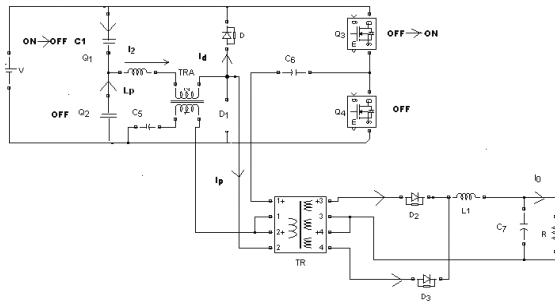 ON→OFF C1
Q1
I2
TRA
Id
D
Q3
OFF→ON
V
Lp
C6
OFF
Q2
C5
D1
Q4
OFF
Ip
1+
1
2+
2
+3
3
+4
4
TR
D2
L1
I0
C7
R
D3